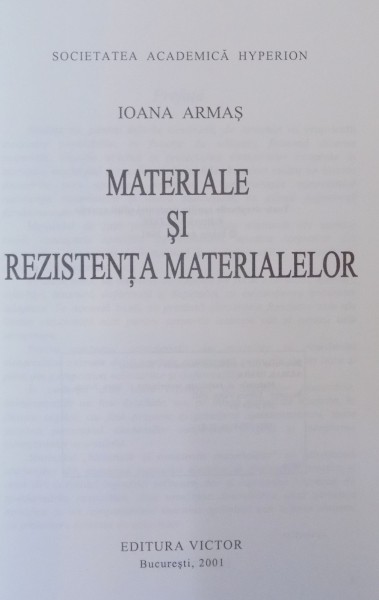 SOCIETATEA ACADEMICĂ HYPERION
IOANA ARMAŞ
MATERIALE
ŞI
REZISTENŢA MATERIALELOR
EDITURA VICTOR
Bucureşti, 2001